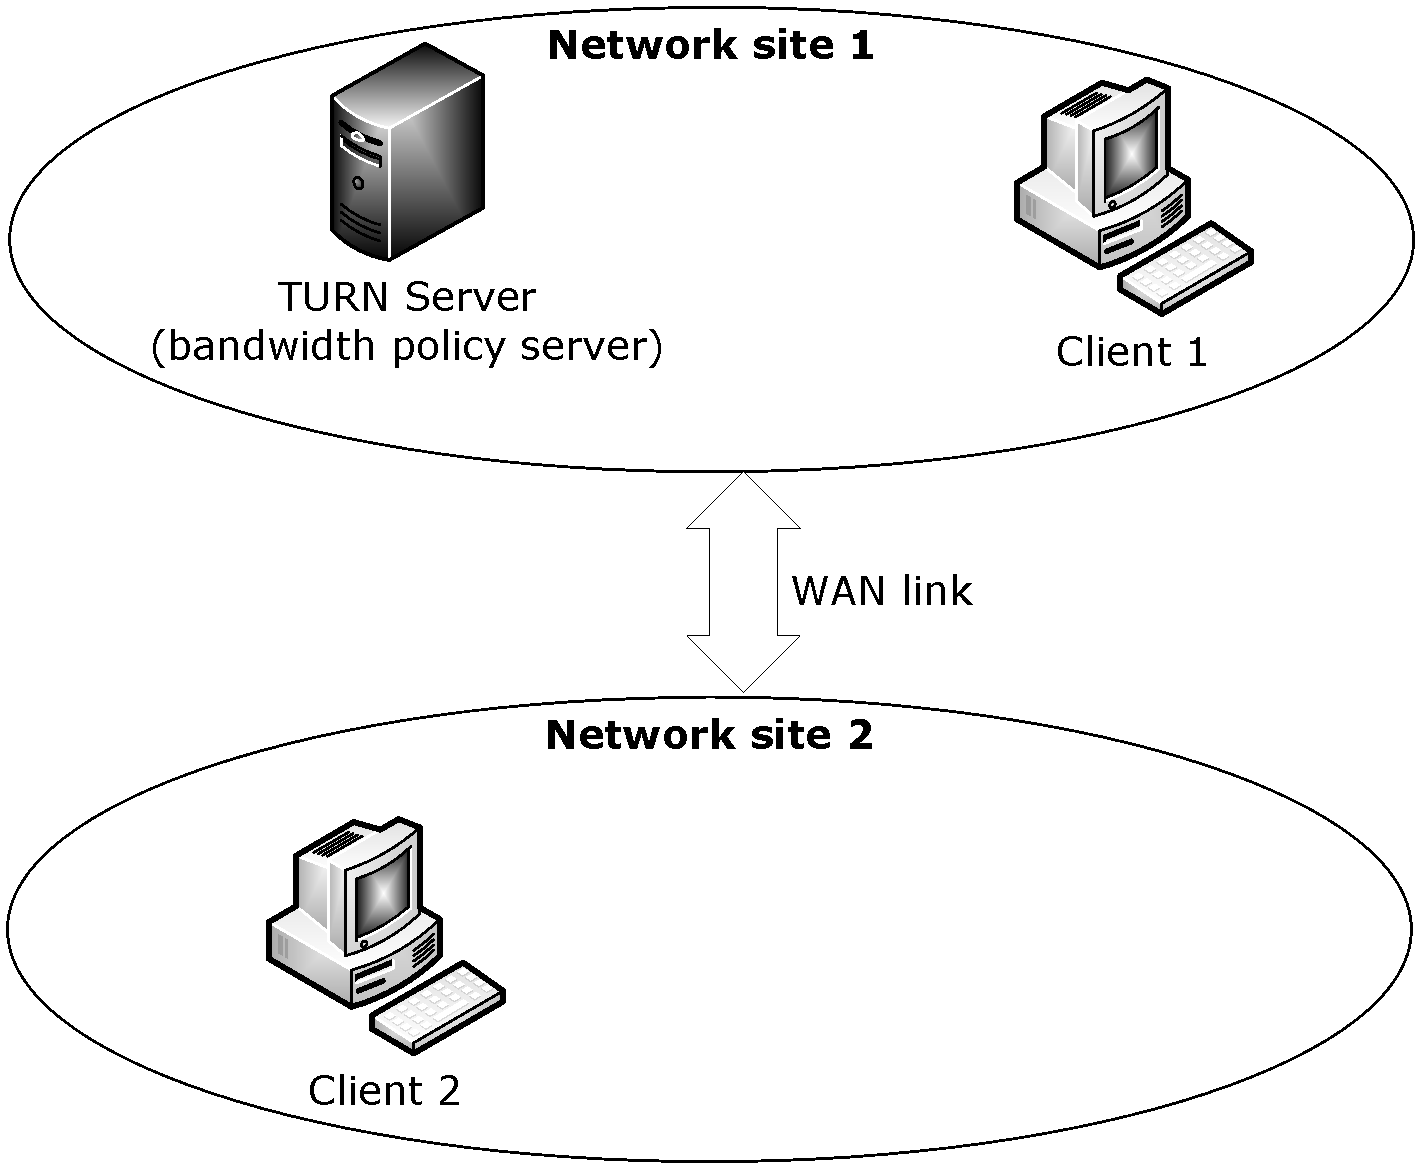 Network site 1
TURN Server
(bandwidth policy server)
Client 1
WAN link
Network site 2
Client 2